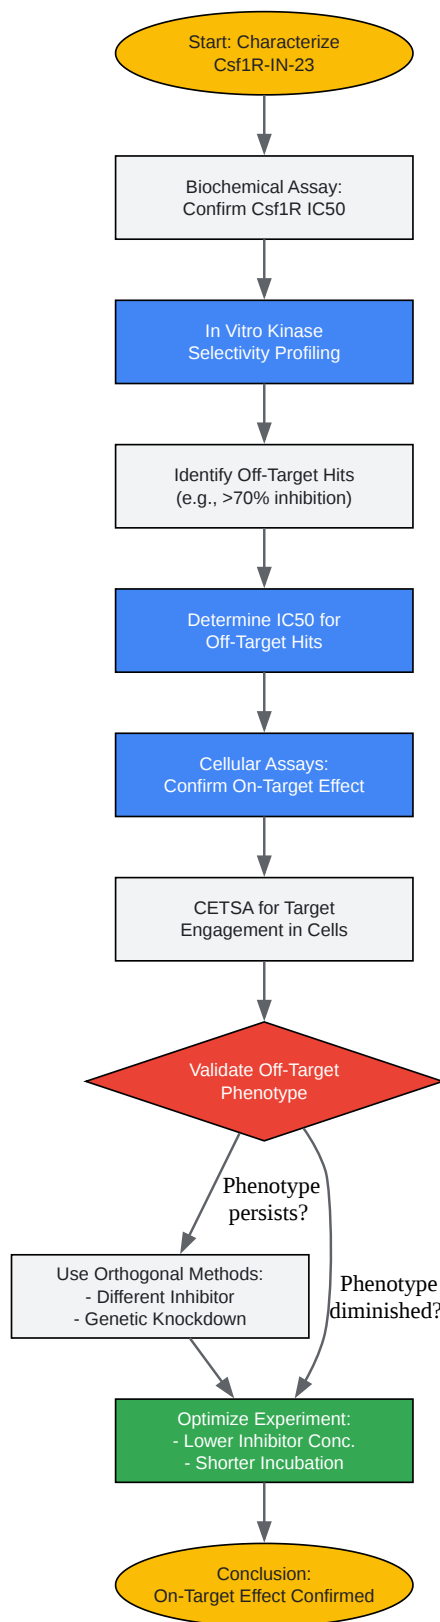 Start: Characterize
Csf1R-IN-23
Biochemical Assay:
Confirm Csf1R IC50
In Vitro Kinase
Selectivity Profiling
Identify Off-Target Hits
(e.g., >70% inhibition)
Determine IC50 for
Off-Target Hits
Cellular Assays:
Confirm On-Target Effect
CETSA for Target
Engagement in Cells
Validate Off-Target
Phenotype
Phenotype
persists?
Use Orthogonal Methods:
- Different Inhibitor
- Genetic Knockdown
Phenotype
diminished?
Optimize Experiment:
- Lower Inhibitor Conc.
- Shorter Incubation
Conclusion:
On-Target Effect Confirmed